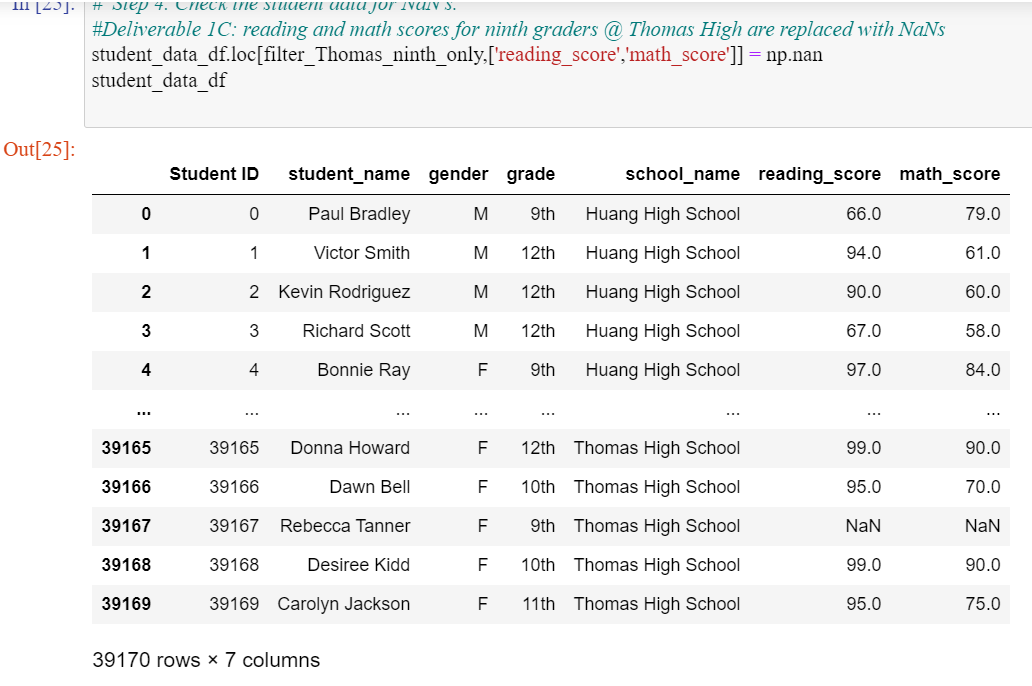 In [25]: # Step 4. Check the student data for NaN's.
#Deliverable 1C: reading and math scores for ninth graders @ Thomas High are replaced with NaNs
student_data_df.loc[filter_Thomas_ninth_only,['reading_score','math_score']] = np.nan
student_data_df
Out[25]:
Student ID student_name gender grade school_name reading_score math_score
0 0 Paul Bradley M 9th Huang High School 66.0 79.0
1 1 Victor Smith M 12th Huang High School 94.0 61.0
2 2 Kevin Rodriguez M 12th Huang High School 90.0 60.0
3 3 Richard Scott M 12th Huang High School 67.0 58.0
4 4 Bonnie Ray F 9th Huang High School 97.0 84.0
... ... ... ... ... ... ... ...
39165 39165 Donna Howard F 12th Thomas High School 99.0 90.0
39166 39166 Dawn Bell F 10th Thomas High School 95.0 70.0
39167 39167 Rebecca Tanner F 9th Thomas High School NaN NaN
39168 39168 Desiree Kidd F 10th Thomas High School 99.0 90.0
39169 39169 Carolyn Jackson F 11th Thomas High School 95.0 75.0
39170 rows × 7 columns